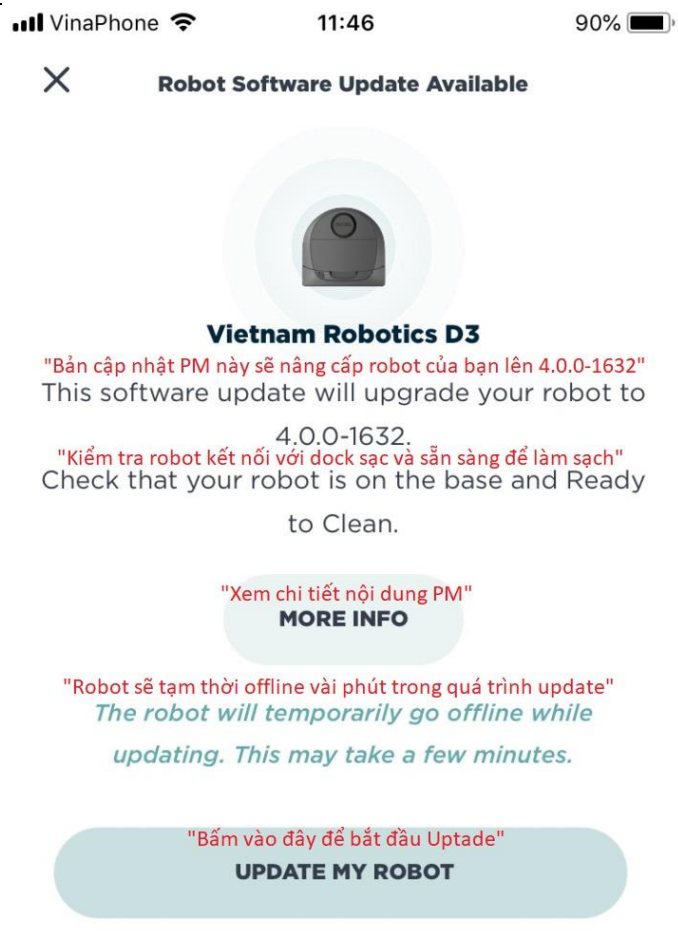 VinaPhone
11:46
90%
Robot Software Update Available
Vietnam Robotics D3
"Bản cập nhật PM này sẽ nâng cấp robot của bạn lên 4.0.0-1632"
This software update will upgrade your robot to
4.0.0-1632.
"Kiểm tra robot kết nối với dock sạc và sẵn sàng để làm sạch"
Check that your robot is on the base and Ready
to Clean.
"Xem chi tiết nội dung PM"
MORE INFO
"Robot sẽ tạm thời offline vài phút trong quá trình update"
The robot will temporarily go offline while
updating. This may take a few minutes.
"Bấm vào đây để bắt đầu Uptade"
UPDATE MY ROBOT